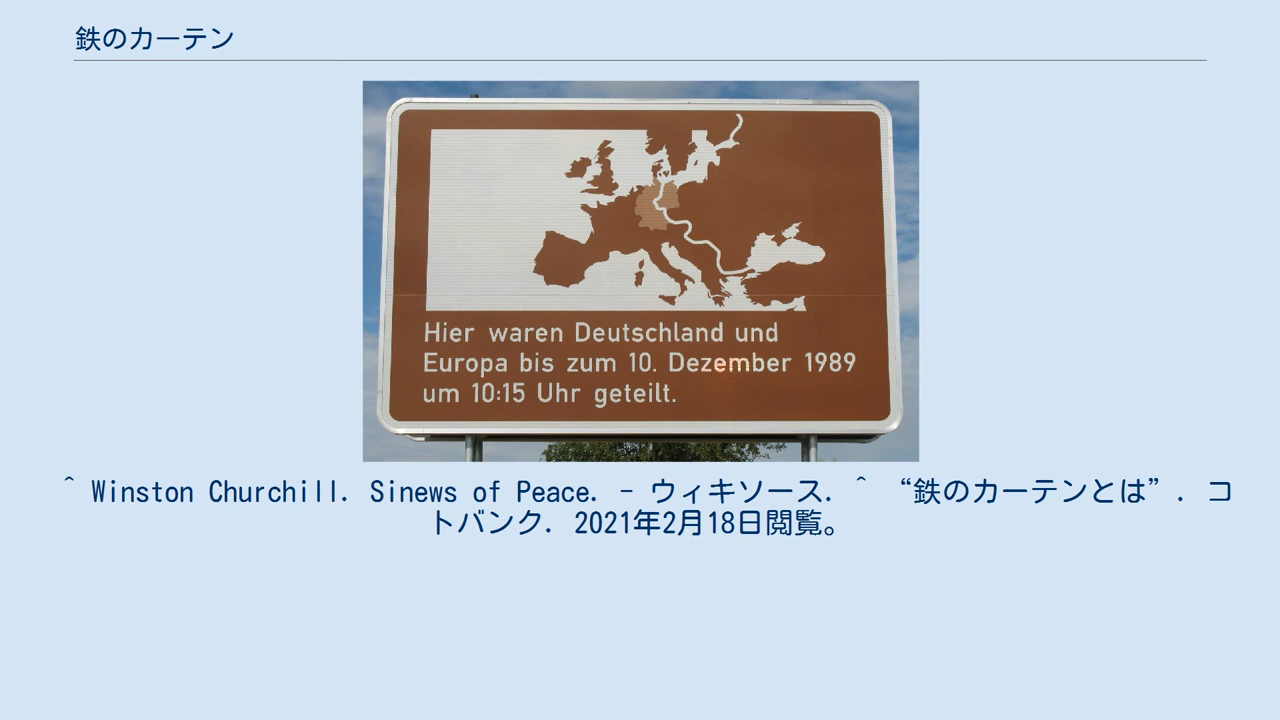 鉄のカーテン
Hier waren Deutschland und
Europa bis zum 10. Dezember 1989
um 10:15 Uhr geteilt.
^ Winston Churchill. Sinews of Peace. - ウィキソース. ^ “鉄のカーテンとは”. コ
トバンク. 2021年2月18日閲覧。